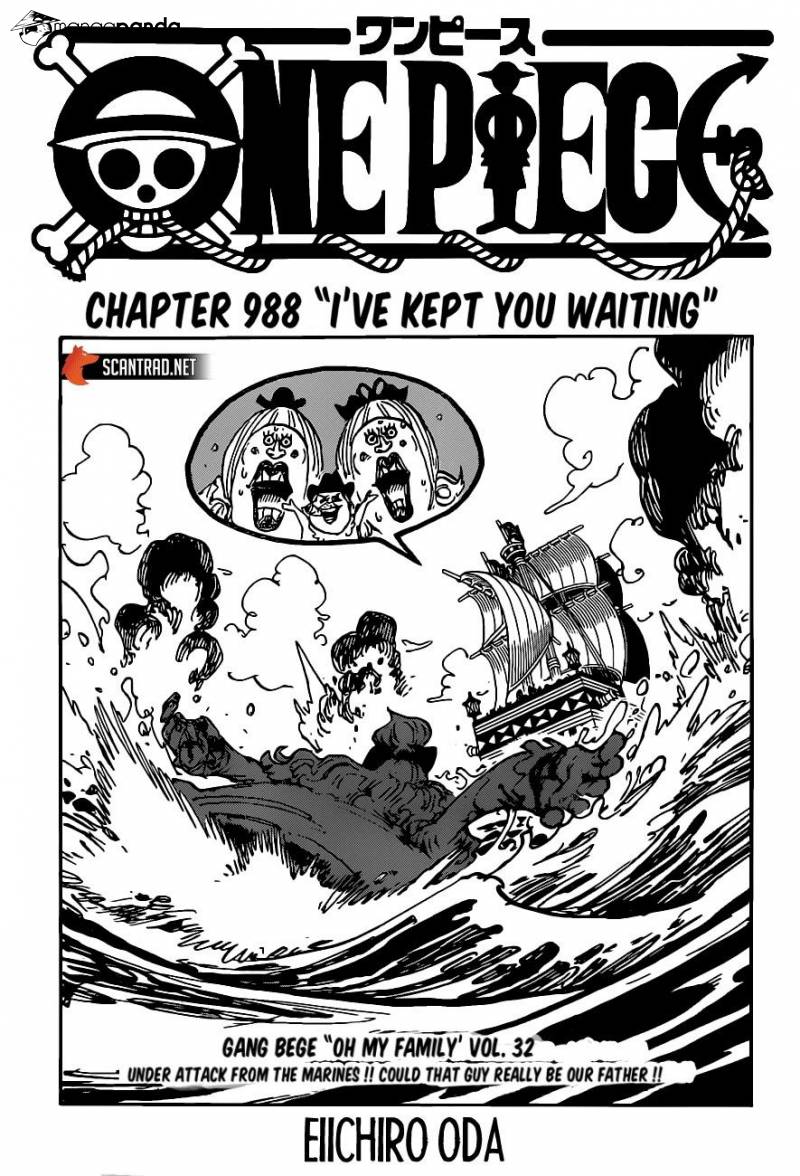 mangapanda
ワンピース
ONE PIECE
CHAPTER 988 "I'VE KEPT YOU WAITING"
SCANTRAD.NET
GANG BEGE "OH MY FAMILY' VOL. 32
UNDER ATTACK FROM THE MARINES !! COULD THAT GUY REALLY BE OUR FATHER !!
EIICHIRO ODA